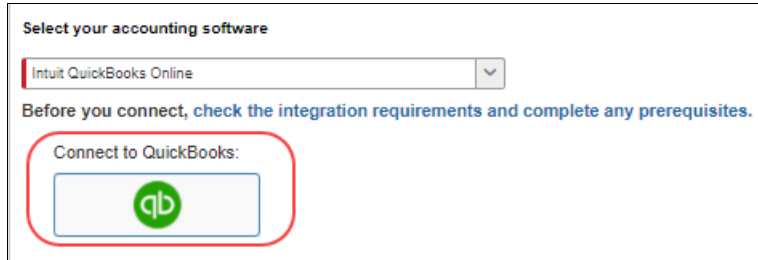 Select your accounting software
Intuit QuickBooks Online
Before you connect, check the integration requirements and complete any prerequisites.
Connect to QuickBooks:
qb